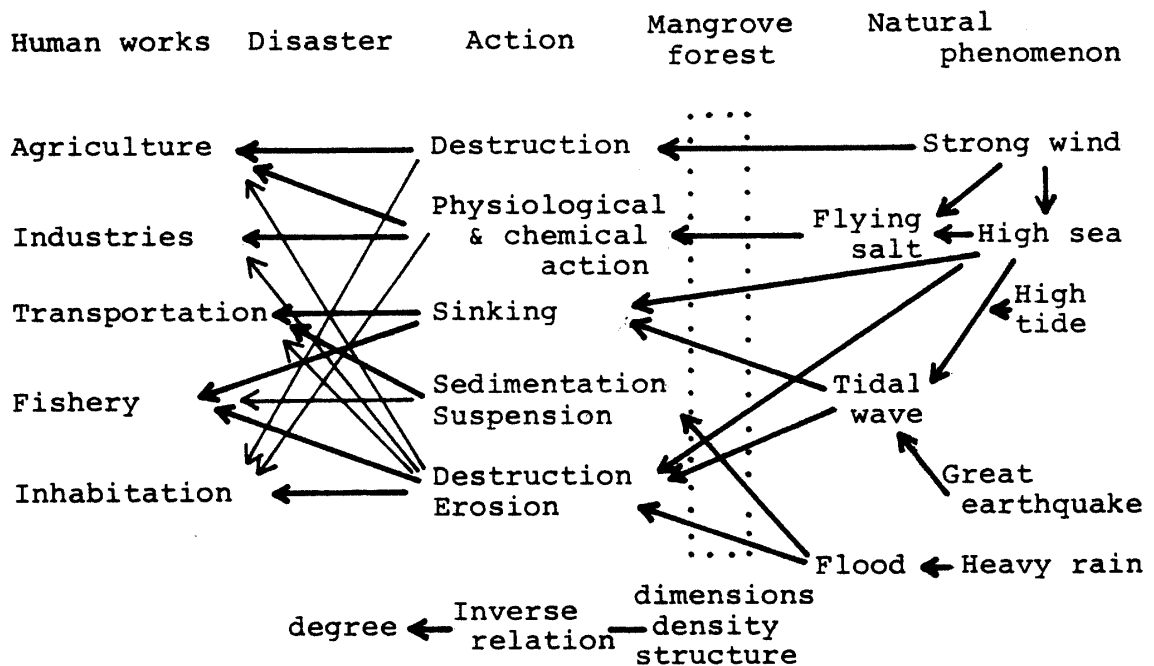 Human works Disaster Action Mangrove forest Natural phenomenon
Agriculture
Destruction
Strong wind
Industries
Physiological
& chemical
action
Flying
salt
High sea
Transportation
Sinking
High
tide
Fishery
Sedimentation
Suspension
Tidal
wave
Inhabitation
Destruction
Erosion
Great
earthquake
Flood
Heavy rain
degree
Inverse
relation
dimensions
density
structure